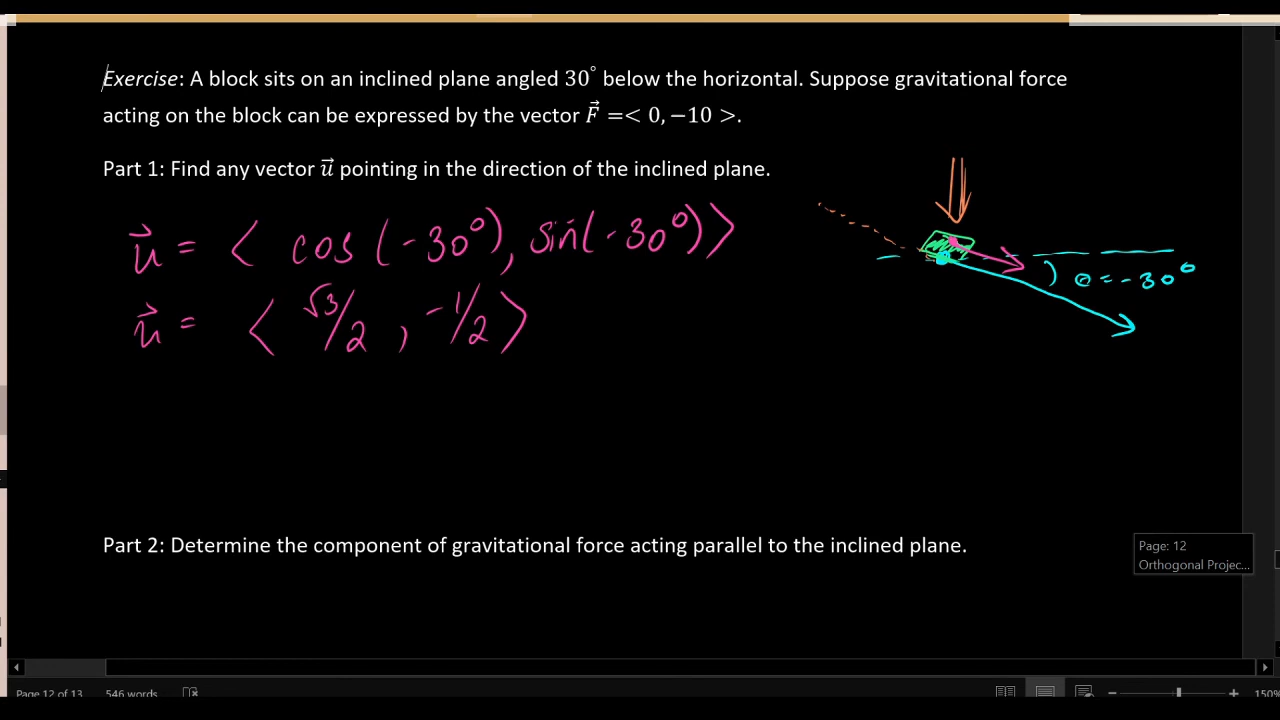 Exercise: A block sits on an inclined plane angled 30° below the horizontal. Suppose gravitational force
acting on the block can be expressed by the vector F⃗ =< 0, −10 >.
Part 1: Find any vector u⃗ pointing in the direction of the inclined plane.
u⃗ = < cos (-30°), sin(-30°)>
θ = -30°
u⃗ = < √3/2 , -1/2 >
Part 2: Determine the component of gravitational force acting parallel to the inclined plane.
Page: 12
Orthogonal Projec...
Page 12 of 13 546 words 150%